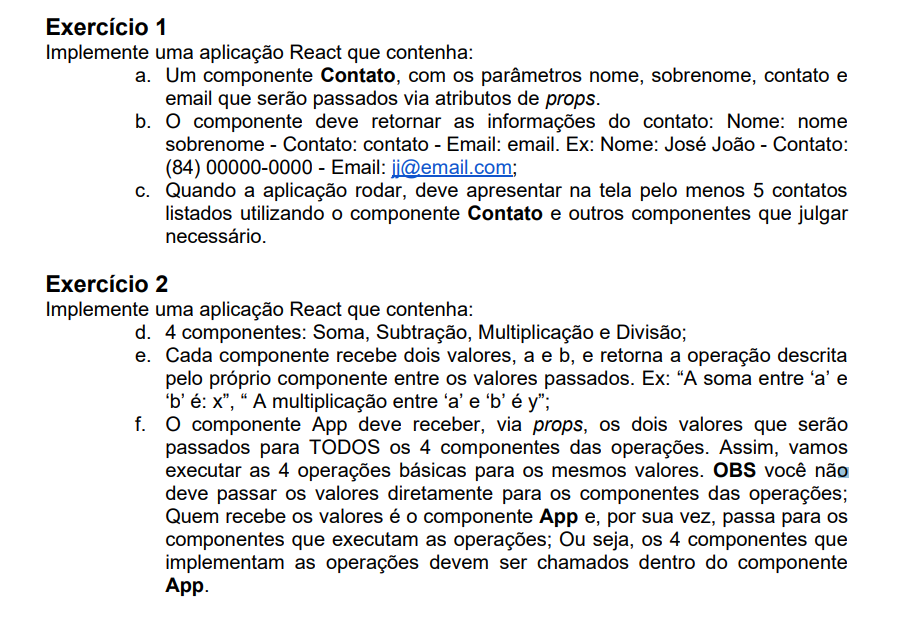 Exercício 1
Implemente uma aplicação React que contenha:
a. Um componente Contato, com os parâmetros nome, sobrenome, contato e
email que serão passados via atributos de props.
b. O componente deve retornar as informações do contato: Nome: nome
sobrenome - Contato: contato - Email: email. Ex: Nome: José João - Contato:
(84) 00000-0000 - Email: jj@email.com;
c. Quando a aplicação rodar, deve apresentar na tela pelo menos 5 contatos
listados utilizando o componente Contato e outros componentes que julgar
necessário.
Exercício 2
Implemente uma aplicação React que contenha:
d. 4 componentes: Soma, Subtração, Multiplicação e Divisão;
e. Cada componente recebe dois valores, a e b, e retorna a operação descrita
pelo próprio componente entre os valores passados. Ex: “A soma entre ‘a’ e
‘b’ é: x”, “ A multiplicação entre ‘a’ e ‘b’ é y”;
f. O componente App deve receber, via props, os dois valores que serão
passados para TODOS os 4 componentes das operações. Assim, vamos
executar as 4 operações básicas para os mesmos valores. OBS você não
deve passar os valores diretamente para os componentes das operações;
Quem recebe os valores é o componente App e, por sua vez, passa para os
componentes que executam as operações; Ou seja, os 4 componentes que
implementam as operações devem ser chamados dentro do componente
App.